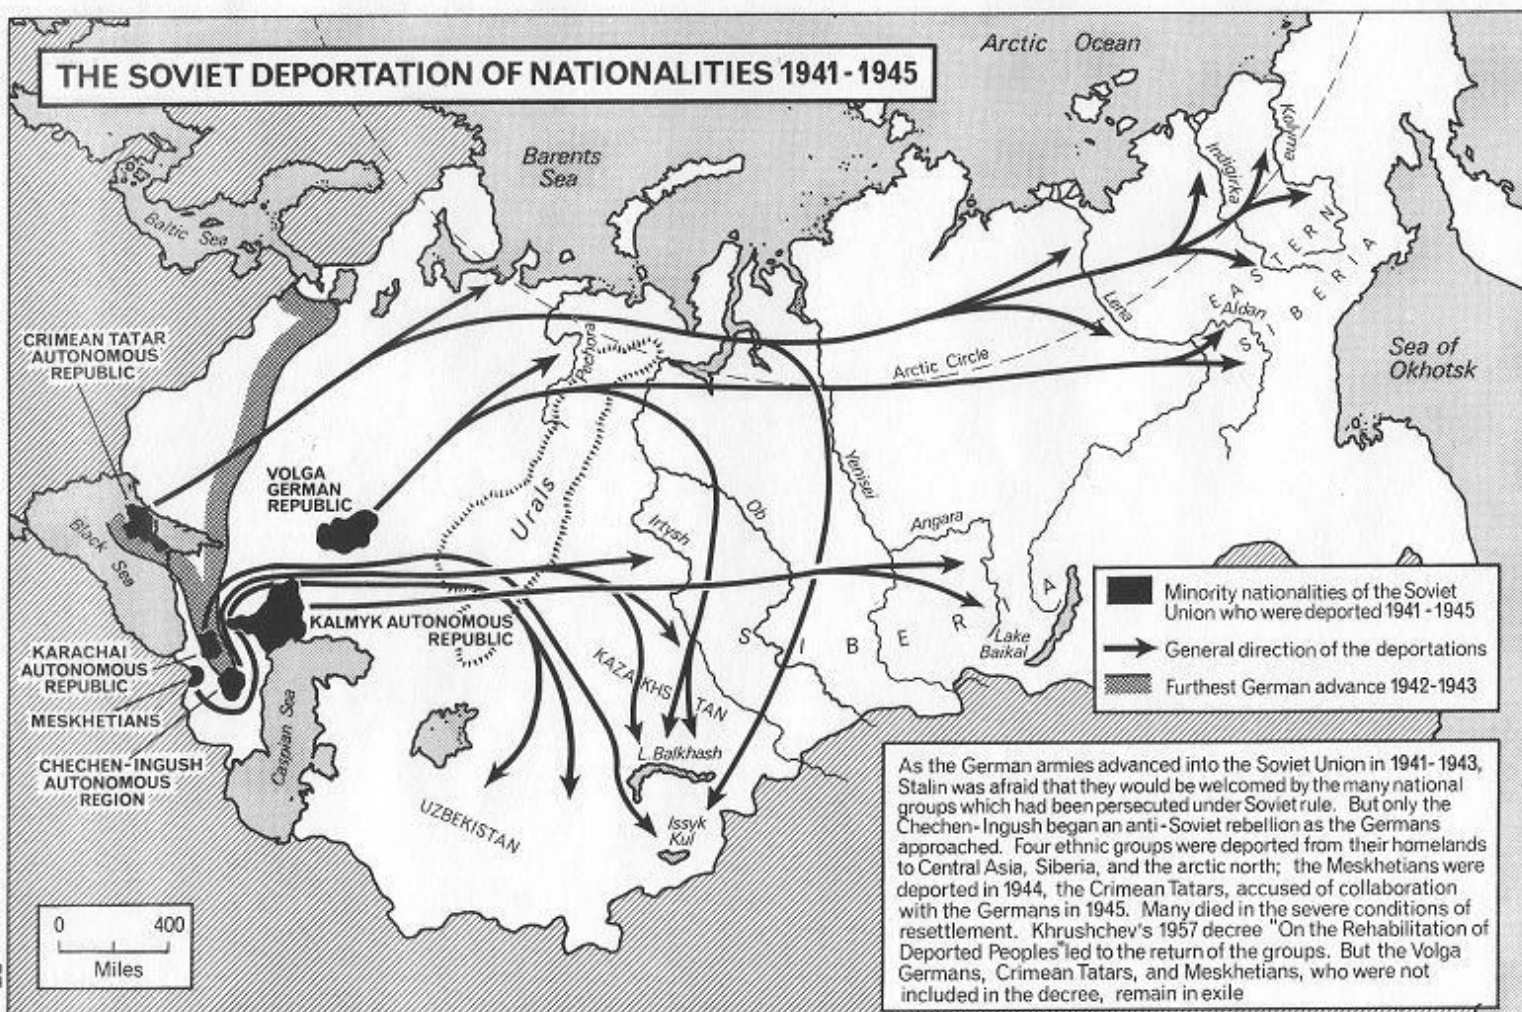 THE SOVIET DEPORTATION OF NATIONALITIES 1941-1945
Arctic Ocean
Barents
Sea
Baltic Sea
Kolyma
Indigirka
EASTERN
SIBERIA
Lena
Aldan
Sea of
Okhotsk
Arctic Circle
Pechora
CRIMEAN TATAR
AUTONOMOUS
REPUBLIC
VOLGA
GERMAN
REPUBLIC
Urals
Irtysh
Ob
Yenisei
Angara
Black
Sea
KALMYK AUTONOMOUS
REPUBLIC
SIBERIA
Lake
Baikal
KARACHAI
AUTONOMOUS
REPUBLIC
MESKHETIANS
CHECHEN-INGUSH
AUTONOMOUS
REGION
Caspian Sea
KAZAKHSTAN
L. Balkhash
UZBEKISTAN
Issyk
Kul
Minority nationalities of the Soviet
Union who were deported 1941-1945
General direction of the deportations
Furthest German advance 1942-1943
As the German armies advanced into the Soviet Union in 1941-1943,
Stalin was afraid that they would be welcomed by the many national
groups which had been persecuted under Soviet rule. But only the
Chechen-Ingush began an anti-Soviet rebellion as the Germans
approached. Four ethnic groups were deported from their homelands
to Central Asia, Siberia, and the arctic north; the Meskhetians were
deported in 1944, the Crimean Tatars, accused of collaboration
with the Germans in 1945. Many died in the severe conditions of
resettlement. Khrushchev's 1957 decree "On the Rehabilitation of
Deported Peoples" led to the return of the groups. But the Volga
Germans, Crimean Tatars, and Meskhetians, who were not
included in the decree, remain in exile
0 400
Miles